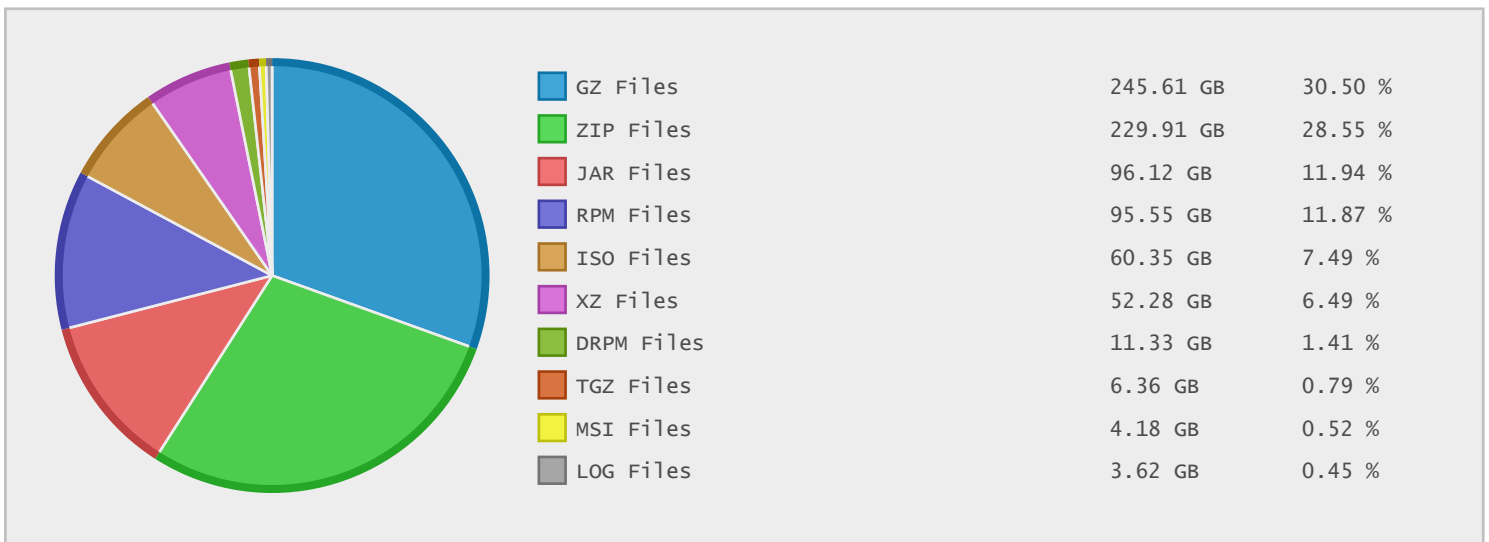 GZ Files 245.61 GB 30.50 %
ZIP Files 229.91 GB 28.55 %
JAR Files 96.12 GB 11.94 %
RPM Files 95.55 GB 11.87 %
ISO Files 60.35 GB 7.49 %
XZ Files 52.28 GB 6.49 %
DRPM Files 11.33 GB 1.41 %
TGZ Files 6.36 GB 0.79 %
MSI Files 4.18 GB 0.52 %
LOG Files 3.62 GB 0.45 %